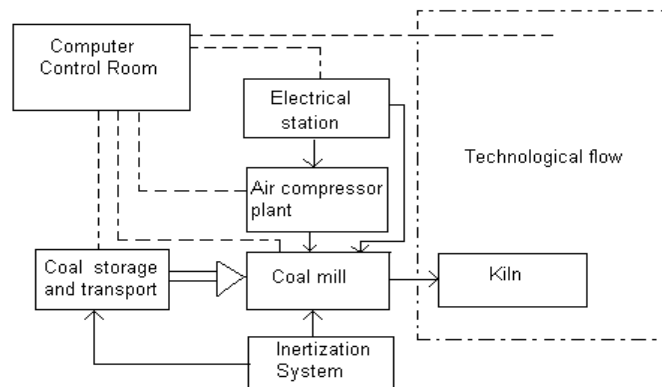 Computer
Control Room
Electrical
station
Technological flow
Air compressor
plant
Coal storage
and transport
Coal mill
Kiln
Inertization
System